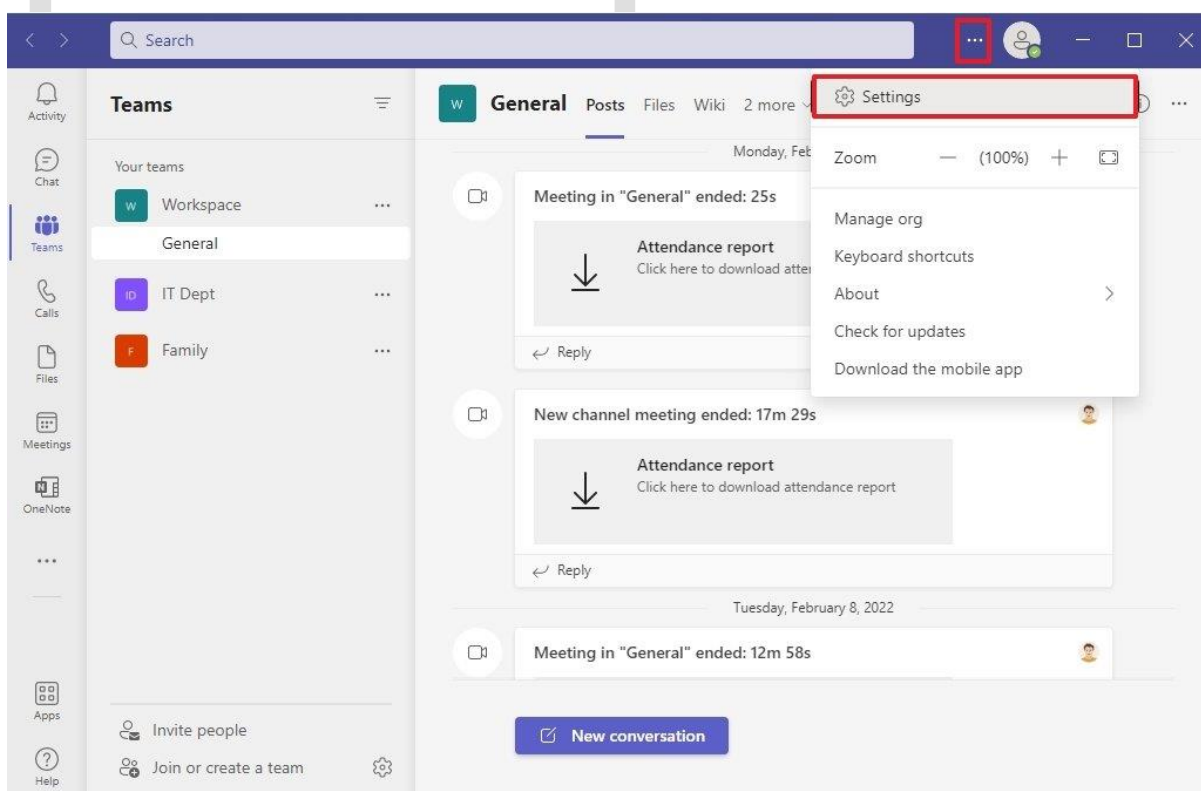 Search
...
Activity
Chat
Teams
Calls
Files
Meetings
OneNote
...
Apps
Help
Teams
Your teams
W Workspace ...
General
ID IT Dept ...
F Family ...
Invite people
Join or create a team
W General Posts Files Wiki 2 more
...
Monday, Feb
Meeting in "General" ended: 25s
Attendance report
Click here to download atte
Reply
New channel meeting ended: 17m 29s
Attendance report
Click here to download attendance report
Reply
Tuesday, February 8, 2022
Meeting in "General" ended: 12m 58s
New conversation
Settings
Zoom — (100%) +
Manage org
Keyboard shortcuts
About
Check for updates
Download the mobile app